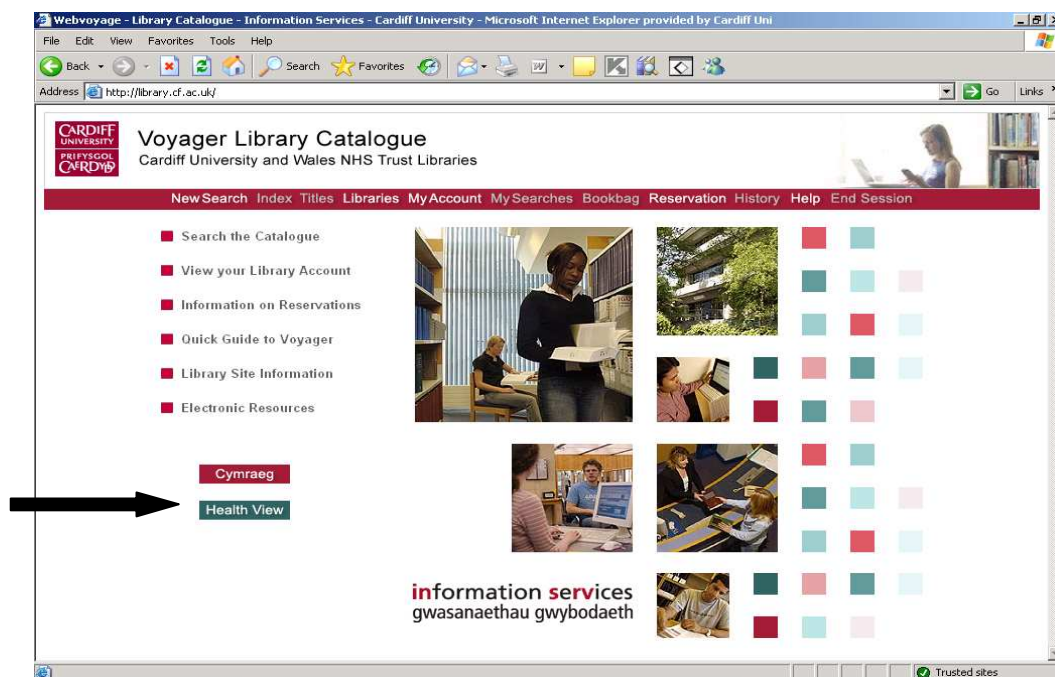 Webvoyage - Library Catalogue - Information Services - Cardiff University - Microsoft Internet Explorer provided by Cardiff Uni
File Edit View Favorites Tools Help
Back Search Favorites
Address http://library.cf.ac.uk/ Go Links
CARDIFF
UNIVERSITY
PRIFYSGOL
CAERDYDD
Voyager Library Catalogue
Cardiff University and Wales NHS Trust Libraries
New Search Index Titles Libraries My Account My Searches Bookbag Reservation History Help End Session
Search the Catalogue
View your Library Account
Information on Reservations
Quick Guide to Voyager
Library Site Information
Electronic Resources
Cymraeg
Health View
information services
gwasanaethau gwybodaeth
Trusted sites